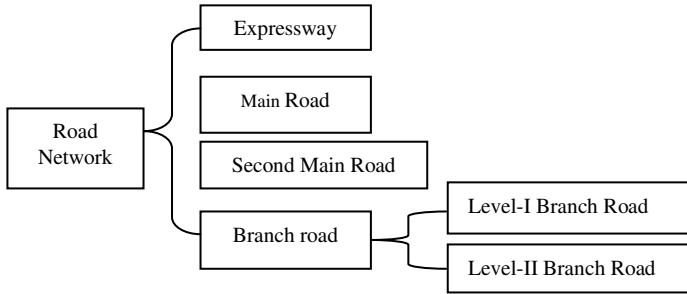 Expressway
Main Road
Road
Network
Second Main Road
Level-I Branch Road
Branch road
Level-II Branch Road